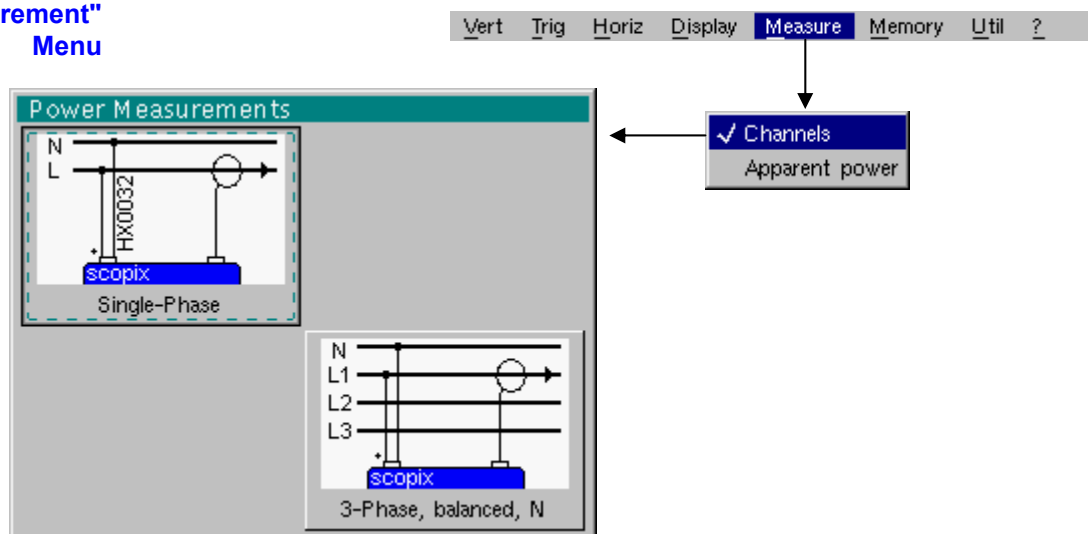 rement"
Menu
Vert Trig Horiz Display Measure Memory Util ?
Power Measurements
✓ Channels
Apparent power
N
L
HX0032
+
scopix
Single-Phase
N
L1
L2
L3
+
scopix
3-Phase, balanced, N